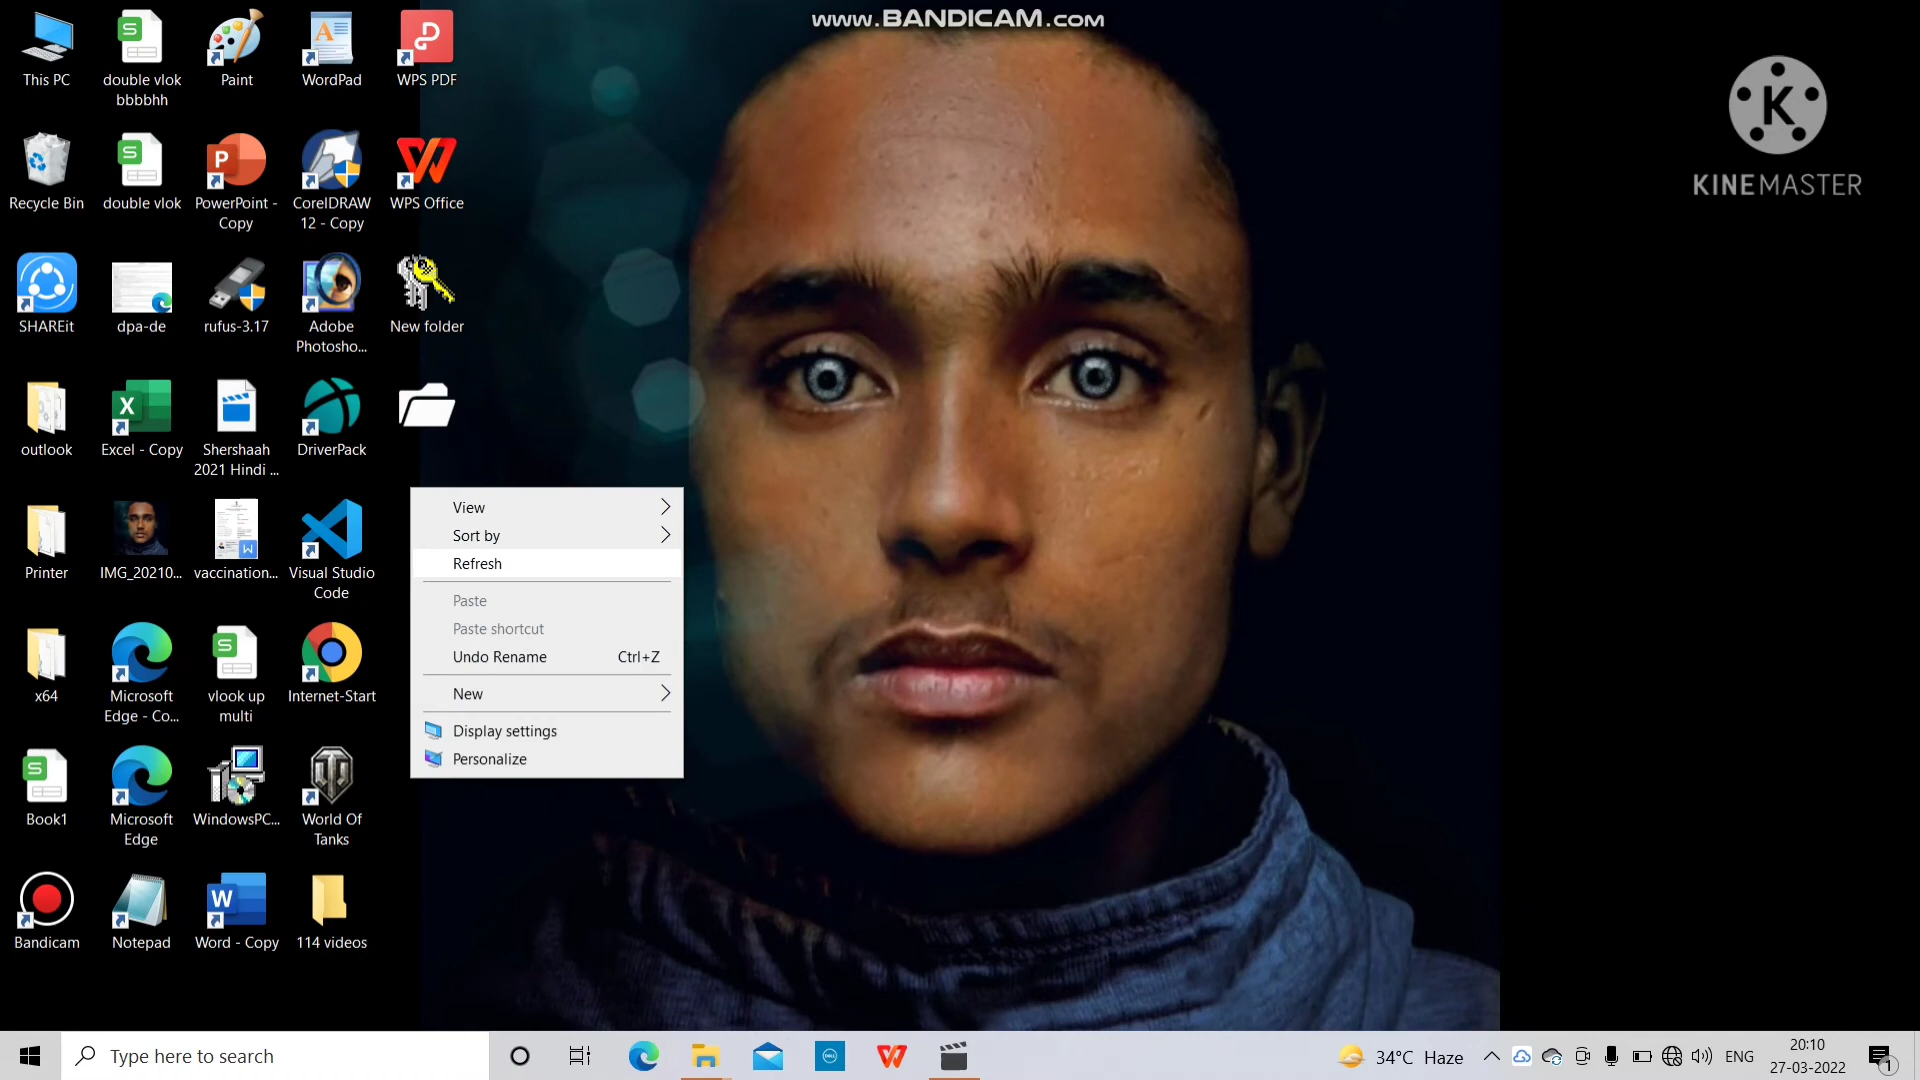 www.BANDICAM.com
KINEMASTER
This PC
double vlok
bbbbhh
Paint
WordPad
WPS PDF
Recycle Bin
double vlok
PowerPoint -
Copy
CorelDRAW
12 - Copy
WPS Office
SHAREit
dpa-de
rufus-3.17
Adobe
Photosho...
New folder
outlook
Excel - Copy
Shershaah
2021 Hindi ...
DriverPack
Printer
IMG_20210...
vaccination...
Visual Studio
Code
x64
Microsoft
Edge - Co...
vlook up
multi
Internet-Start
Book1
Microsoft
Edge
WindowsPC...
World Of
Tanks
Bandicam
Notepad
Word - Copy
114 videos
View
Sort by
Refresh
Paste
Paste shortcut
Undo Rename Ctrl+Z
New
Display settings
Personalize
Type here to search
34°C Haze
ENG
20:10
27-03-2022
1